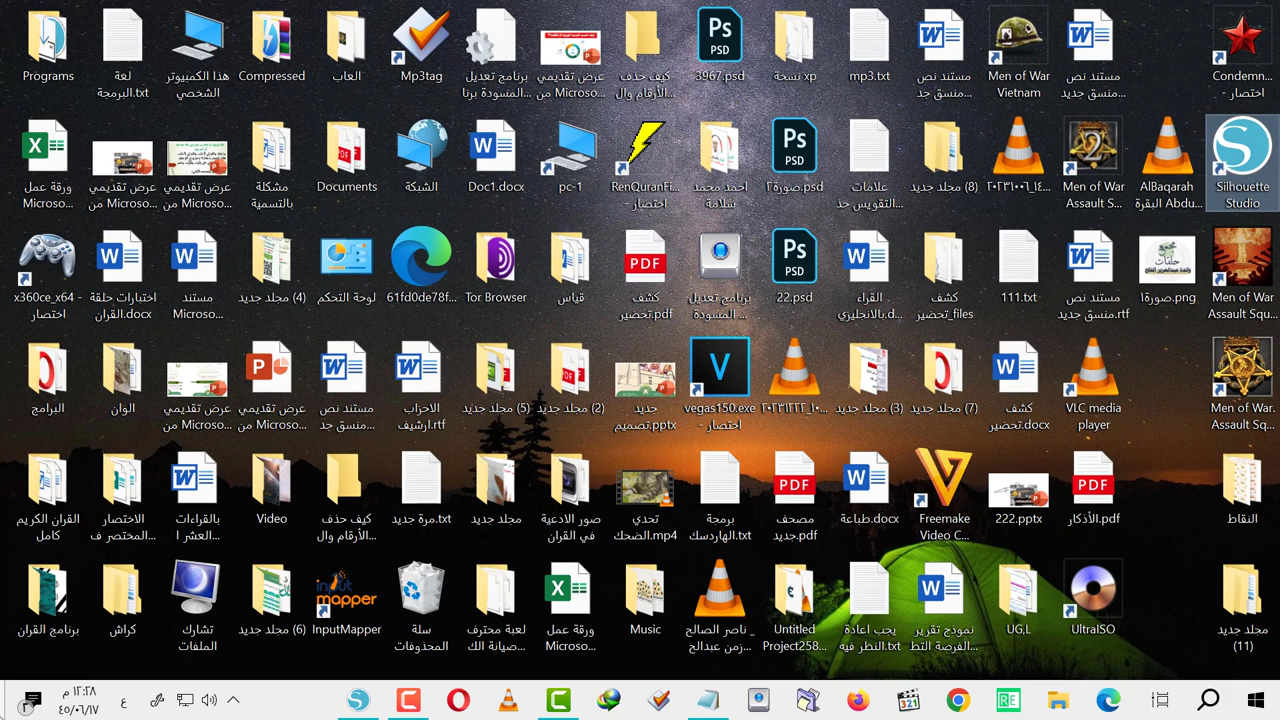 Programs
لغة
البرمجة.txt
هذا الكمبيوتر
الشخصي
Compressed
العاب
Mp3tag
برنامج تعديل
المسودة برنا...
عرض تقديمي
من Microso...
كيف حذف
الأرقام وال...
3967.psd
نسخة xp
mp3.txt
مستند نص
منسق جد...
Men of War
Vietnam
مستند نص
منسق جديد...
Condemn...
- اختصار
ورقة عمل
Microso...
عرض تقديمي
من Microso...
عرض تقديمي
من Microso...
مشكلة
بالتسمية
Documents
الشبكة
Doc1.docx
pc-1
RenQuranFi...
- اختصار
احمد محمد
سلامة
صورة٢.psd
علامات
التقويس حذ...
مجلد جديد (8)
Men of War
Assault S...
AlBaqarah
البقرة Abdu...
Silhouette
Studio
x360ce_x64 -
اختصار
اختبارات حلقة
القران.docx
مستند
Microso...
مجلد جديد (4)
لوحة التحكم
61fd0de78f...
Tor Browser
قياس
كشف
تحضير.pdf
برنامج تعديل
المسودة ...
22.psd
القراء
بالانجليزي.d...
كشف
تحضير_files
111.txt
مستند نص
منسق جديد.rtf
صورة١.png
Men of War
Assault Squ...
البرامج
الوان
عرض تقديمي
من Microso...
عرض تقديمي
من Microso...
مستند نص
منسق جد...
الاحزاب
ارشيف.rtf
مجلد جديد (5)
مجلد جديد (2)
جديد
تصميم.pptx
vegas150.exe
- اختصار
مجلد جديد (3)
مجلد جديد (7)
كشف
تحضير.docx
VLC media
player
Men of War.
Assault Sq...
القران الكريم
كامل
الاختصار
المختصر ف...
بالقراءات
العشر ا...
Video
كيف حذف
الأرقام وال...
مرة جديد.txt
مجلد جديد
صور الادعية
في القران
تحدي
الضحك.mp4
برمجة
الهاردسك.txt
مصحف
جديد.pdf
طباعة.docx
Freemake
Video C...
222.pptx
الأذكار.pdf
النقاط
برنامج القران
كراش
تشارك
الملفات
مجلد جديد (6)
InputMapper
سلة
المحذوفات
لعبة محترف
صيانة الك...
ورقة عمل
Microso...
Music
ناصر الصالح _
زمن عبدالح...
Untitled
Project258...
يجب اعادة
النظر فيه.txt
نموذج تقرير
الفرصة التط...
UG,L
UltraISO
مجلد جديد
(11)
١٢:٢٨ م
ع